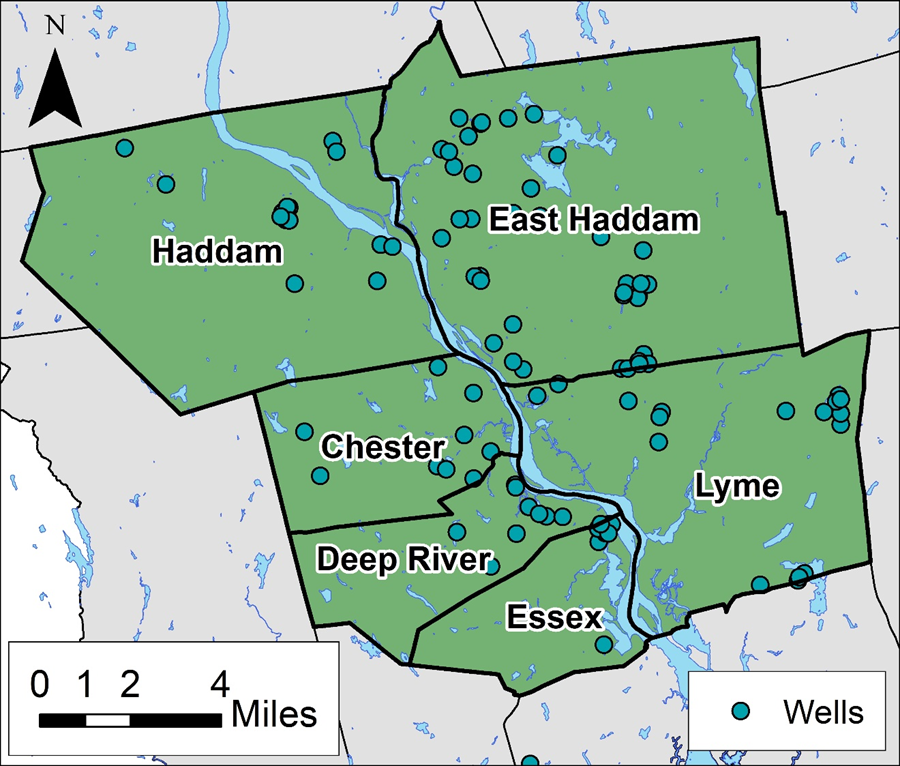 N
East Haddam
Haddam
Chester
Lyme
Deep River
Essex
0 1 2 4
Miles
Wells